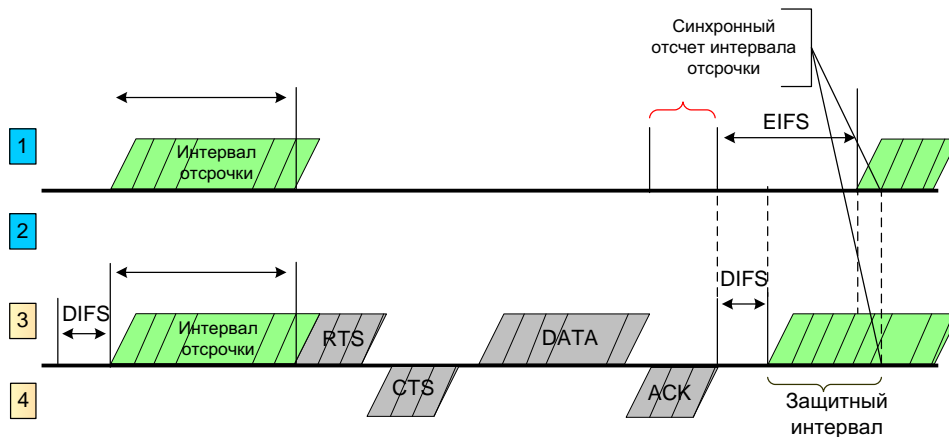 Синхронный
отсчет интервала
отсрочки
EIFS
1
Интервал
отсрочки
2
DIFS
DIFS
3
Интервал
отсрочки
RTS
DATA
CTS
ACK
4
Защитный
интервал